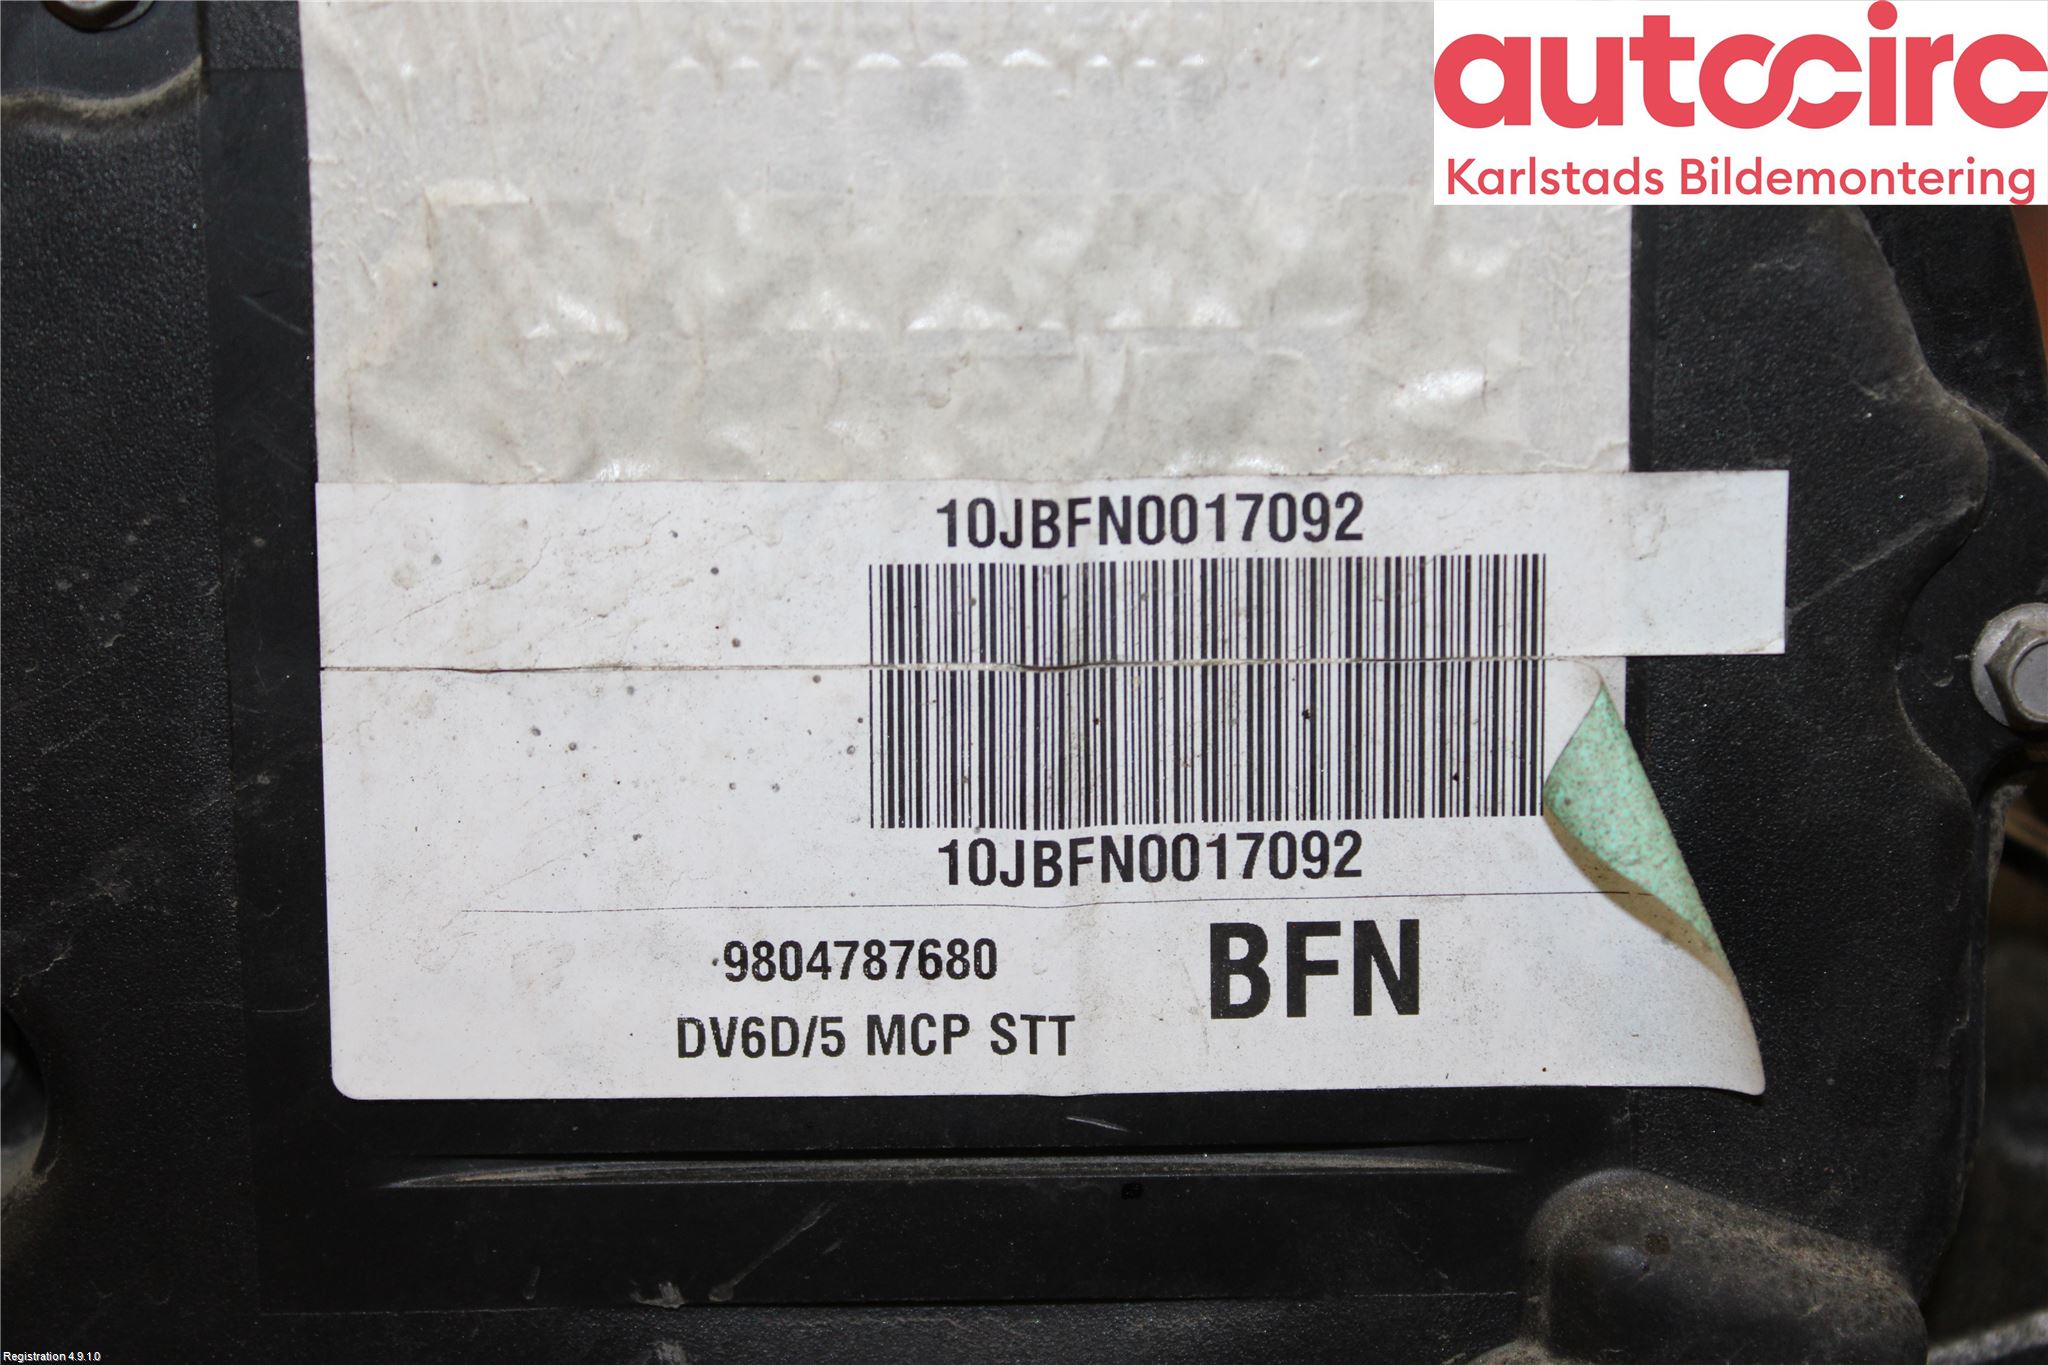 autocirc
Karlstads Bildemontering
10JBFN0017092
10JBFN0017092
9804787680
BFN
DV6D/5 MCP STT
Registration 4.9.1.0